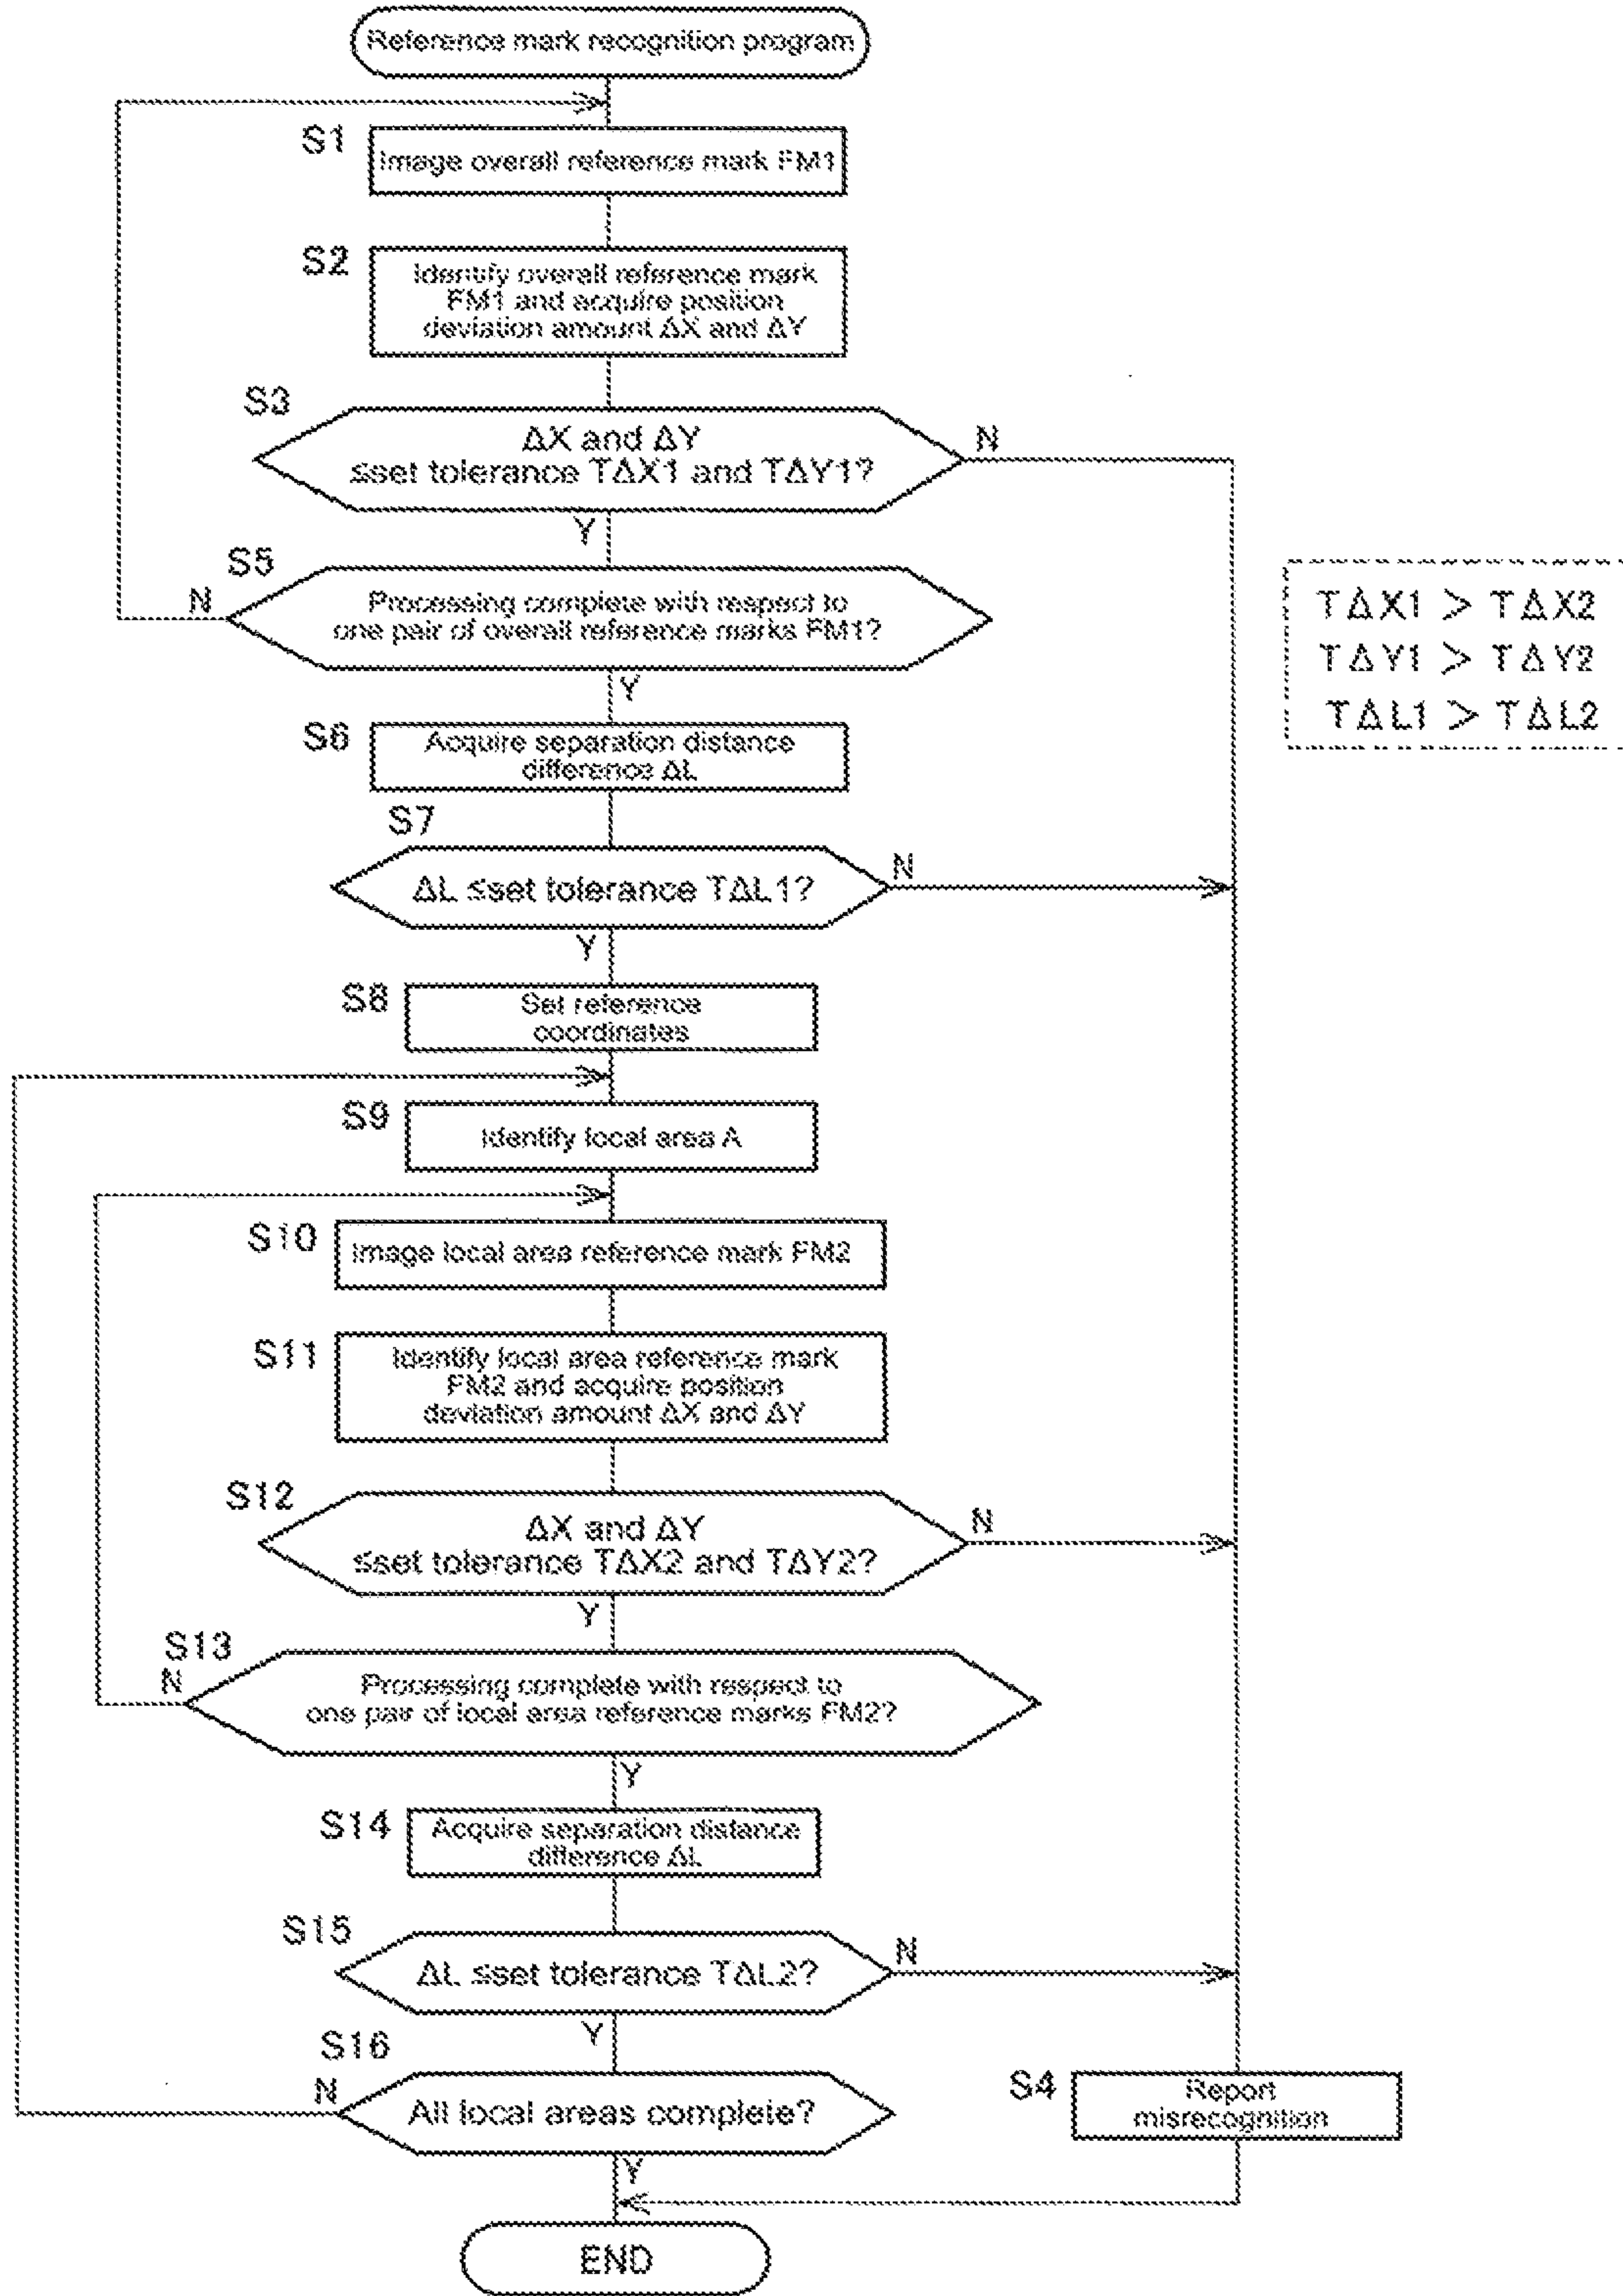 Reference mark recognition program
S1
Image overall reference mark FM1
S2
Identify overall reference mark
FM1 and acquire position
deviation amount ΔX and ΔY
S3
ΔX and ΔY
≤set tolerance TΔX1 and TΔY1?
N
Y
S5
N
Processing complete with respect to
one pair of overall reference marks FM1?
Y
TΔX1 > TΔX2
TΔY1 > TΔY2
TΔL1 > TΔL2
S6
Acquire separation distance
difference ΔL
S7
ΔL ≤set tolerance TΔL1?
N
Y
S8
Set reference
coordinates
S9
Identify local area A
S10
Image local area reference mark FM2
S11
Identify local area reference mark
FM2 and acquire position
deviation amount ΔX and ΔY
S12
ΔX and ΔY
≤set tolerance TΔX2 and TΔY2?
N
Y
S13
N
Processing complete with respect to
one pair of local area reference marks FM2?
Y
S14
Acquire separation distance
difference ΔL
S15
ΔL ≤set tolerance TΔL2?
N
Y
S16
N
All local areas complete?
Y
S4
Report
misrecognition
END